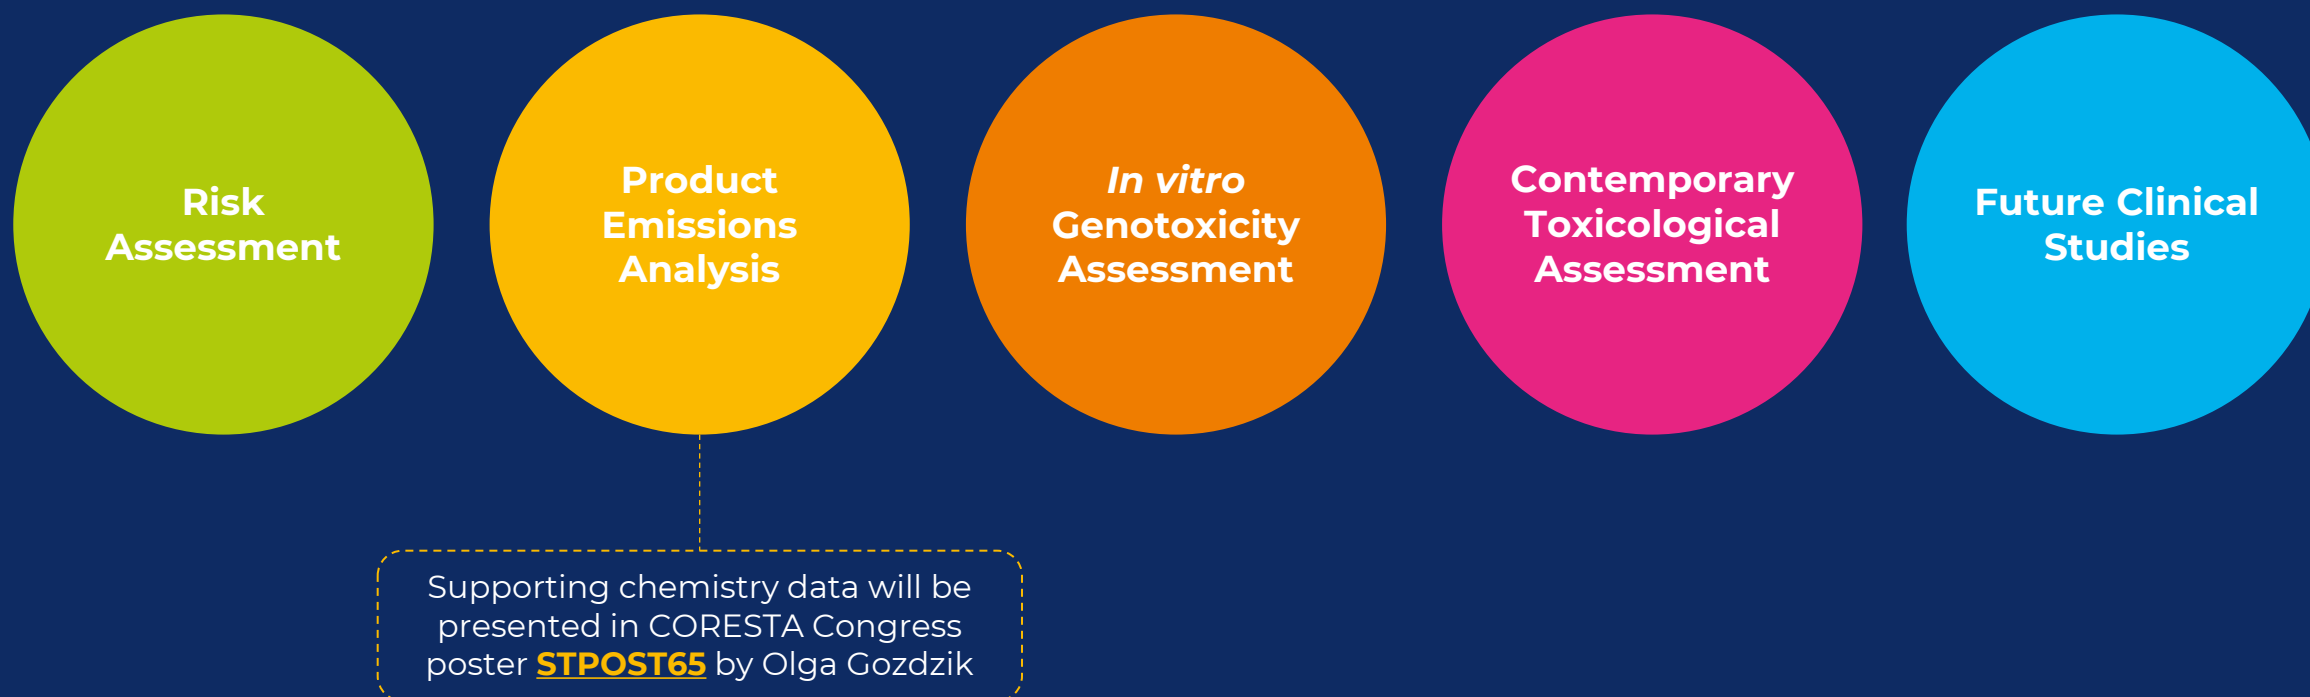 Risk
Assessment
Product
Emissions
Analysis
In vitro
Genotoxicity
Assessment
Contemporary
Toxicological
Assessment
Future Clinical
Studies
Supporting chemistry data will be
presented in CORESTA Congress
poster STPOST65 by Olga Gozdzik